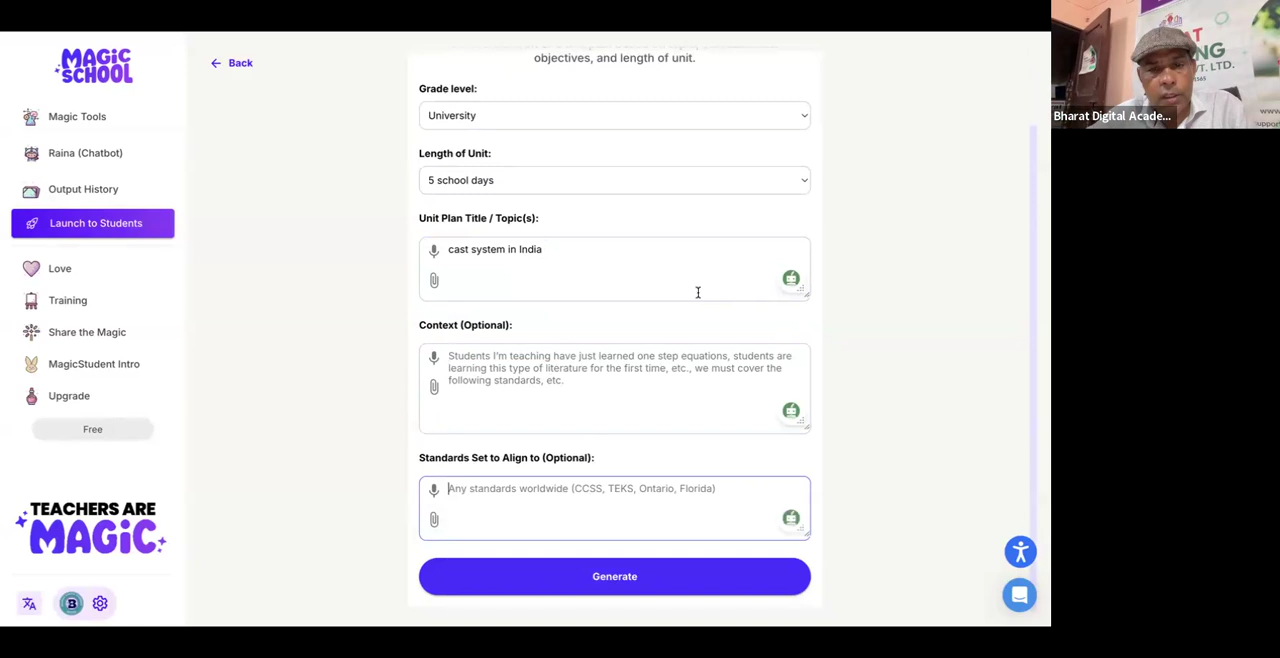 MAGIC
SCHOOL
Magic Tools
Raina (Chatbot)
Output History
Launch to Students
Love
Training
Share the Magic
MagicStudent Intro
Upgrade
Free
TEACHERS ARE
MAGIC
B
Back
objectives, and length of unit.
Grade level:
University
Length of Unit:
5 school days
Unit Plan Title / Topic(s):
cast system in India
Context (Optional):
Students I'm teaching have just learned one step equations, students are
learning this type of literature for the first time, etc., we must cover the
following standards, etc.
Standards Set to Align to (Optional):
Any standards worldwide (CCSS, TEKS, Ontario, Florida)
Generate
VT. LTD.
Bharat Digital Acade...